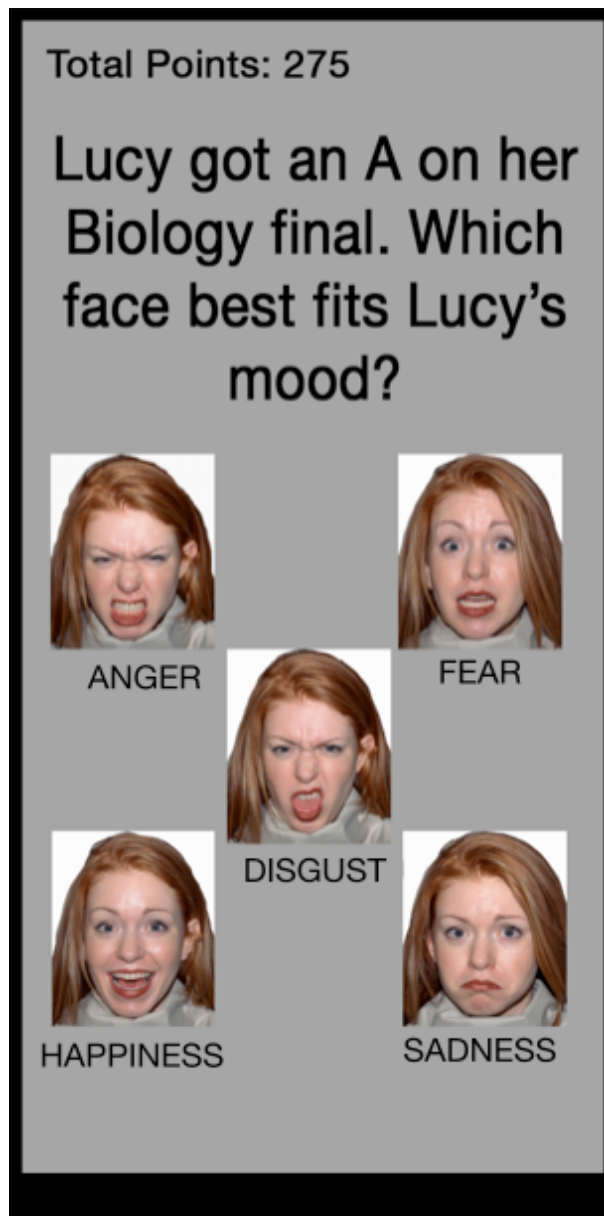 Total Points: 275
Lucy got an A on her
Biology final. Which
face best fits Lucy's
mood?
ANGER
FEAR
DISGUST
HAPPINESS
SADNESS